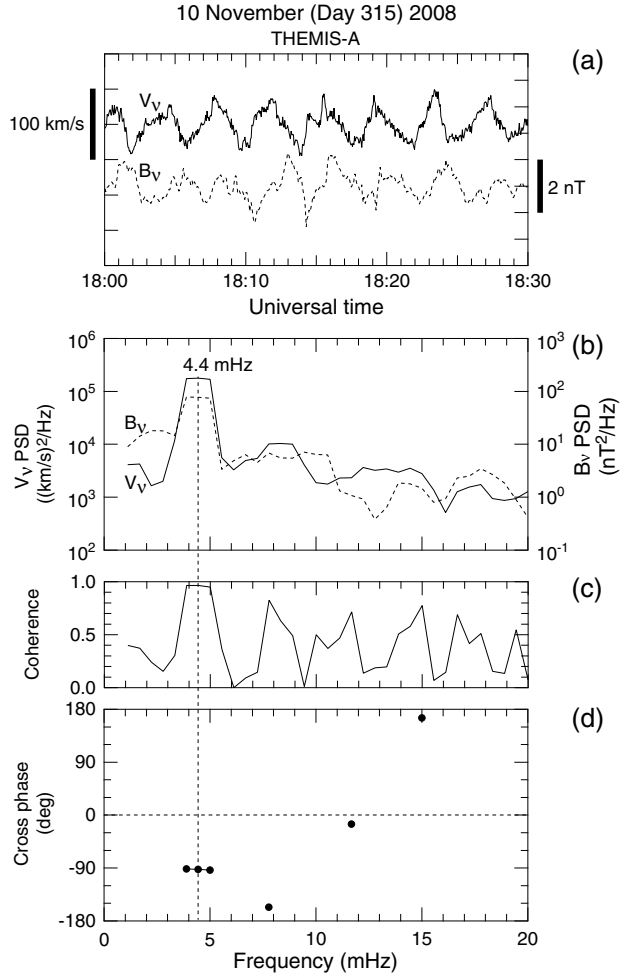 10 November (Day 315) 2008
THEMIS-A
(a)
Vν
100 km/s
Bν
2 nT
18:00 18:10 18:20 18:30
Universal time
(b)
10⁶ 10³
4.4 mHz
10⁵ 10²
Bν
10⁴ 10¹
Vν
10³ 10⁰
10² 10⁻¹
Vν PSD
((km/s)²/Hz)
Bν PSD
(nT²/Hz)
(c)
1.0
0.5
0.0
Coherence
(d)
180
90
0
-90
-180
Cross phase
(deg)
0 5 10 15 20
Frequency (mHz)